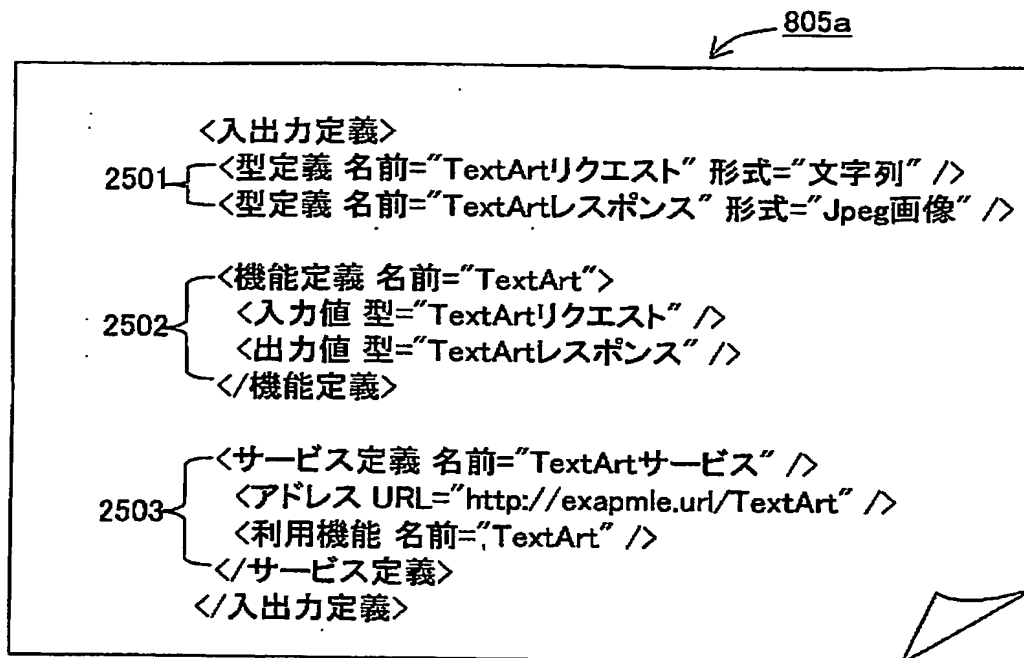 805a
<入出力定義>
2501
<型定義 名前="TextArtリクエスト" 形式="文字列" />
<型定義 名前="TextArtレスポンス" 形式="Jpeg画像" />
2502
<機能定義 名前="TextArt">
<入力値 型="TextArtリクエスト" />
<出力値 型="TextArtレスポンス" />
</機能定義>
2503
<サービス定義 名前="TextArtサービス" />
<アドレス URL="http://exapmle.url/TextArt" />
<利用機能 名前="TextArt" />
</サービス定義>
</入出力定義>